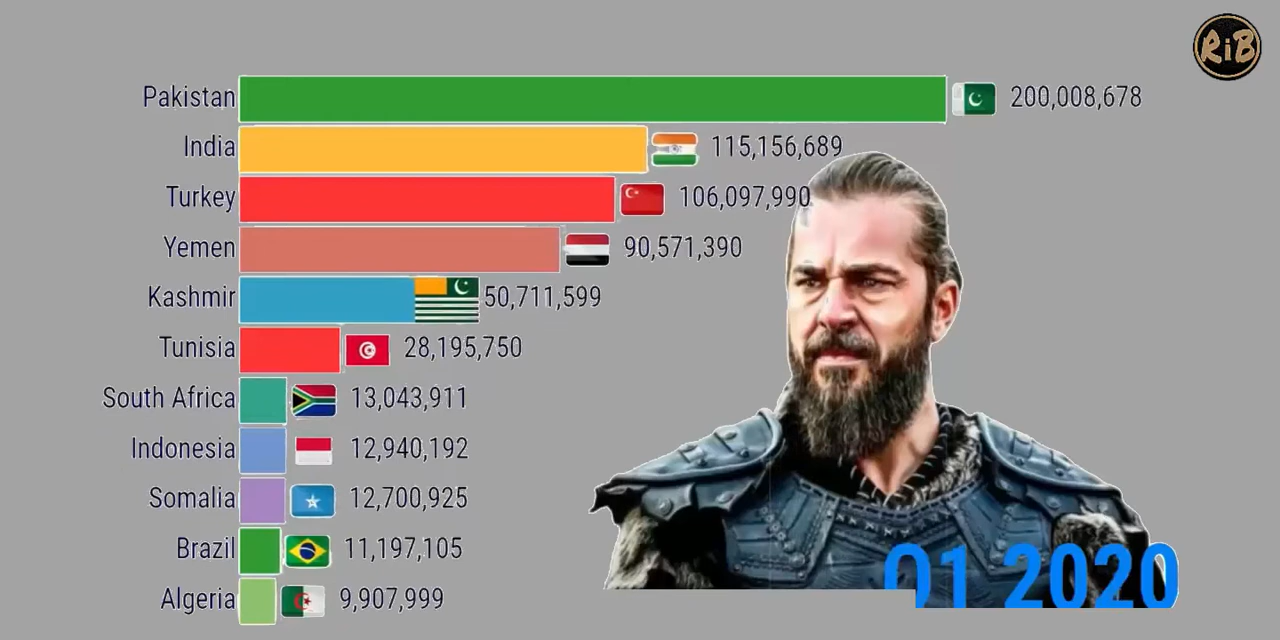 RiB
Pakistan 200,008,678
India 115,156,689
Turkey 106,097,990
Yemen 90,571,390
Kashmir 50,711,599
Tunisia 28,195,750
South Africa 13,043,911
Indonesia 12,940,192
Somalia 12,700,925
Brazil 11,197,105
Algeria 9,907,999
Q1 2020